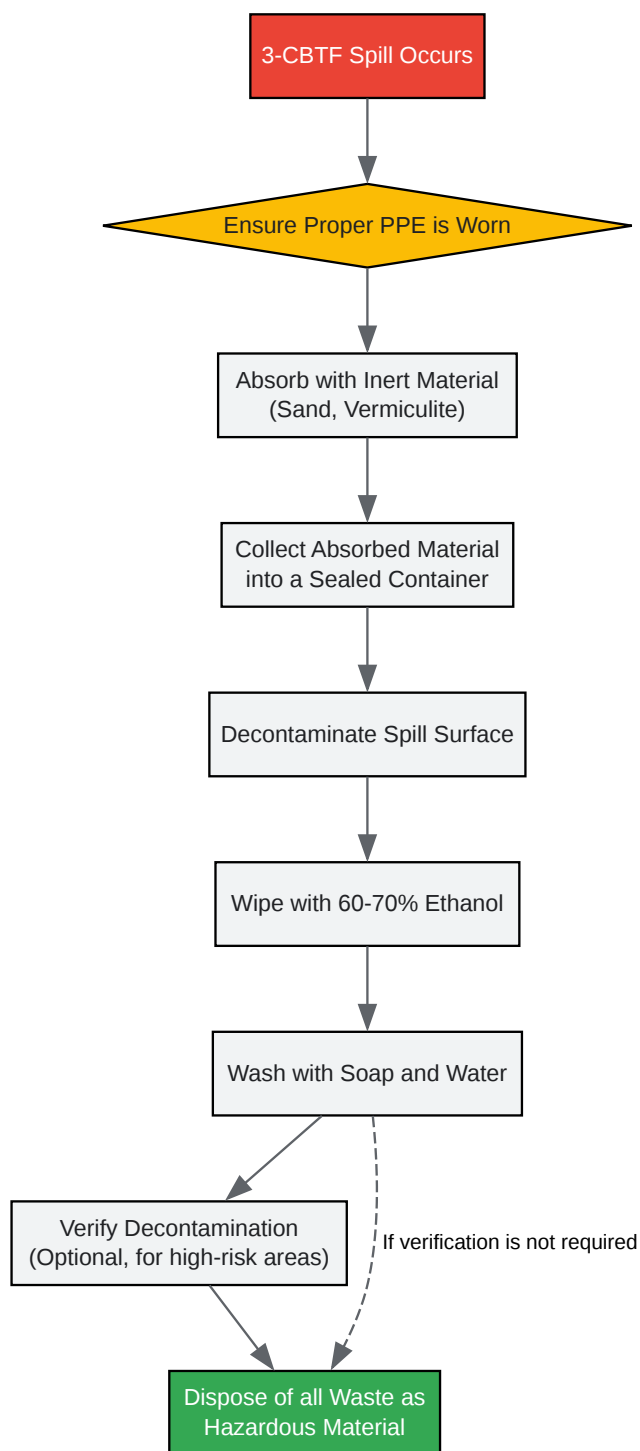 3-CBTF Spill Occurs
Ensure Proper PPE is Worn
Absorb with Inert Material
(Sand, Vermiculite)
Collect Absorbed Material
into a Sealed Container
Decontaminate Spill Surface
Wipe with 60-70% Ethanol
Wash with Soap and Water
Verify Decontamination
(Optional, for high-risk areas)
If verification is not required
Dispose of all Waste as
Hazardous Material